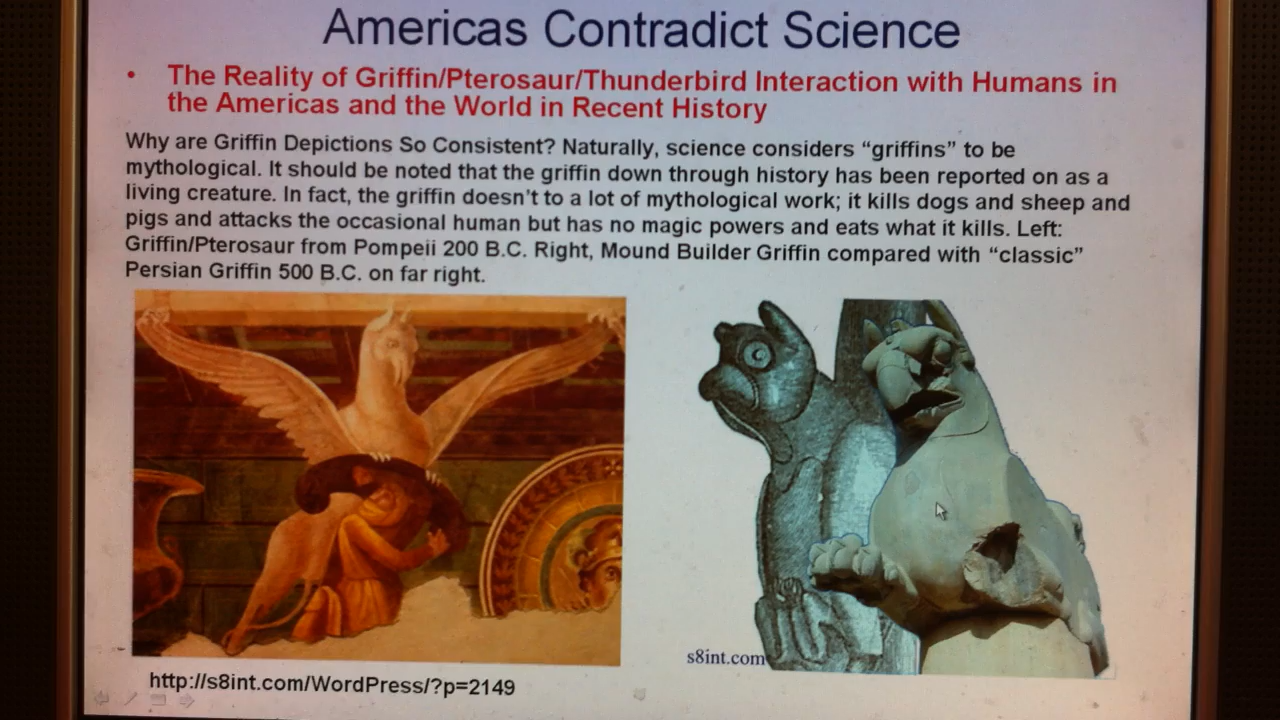 Americas Contradict Science
• The Reality of Griffin/Pterosaur/Thunderbird Interaction with Humans in
the Americas and the World in Recent History
Why are Griffin Depictions So Consistent? Naturally, science considers “griffins” to be
mythological. It should be noted that the griffin down through history has been reported on as a
living creature. In fact, the griffin doesn’t to a lot of mythological work; it kills dogs and sheep and
pigs and attacks the occasional human but has no magic powers and eats what it kills. Left:
Griffin/Pterosaur from Pompeii 200 B.C. Right, Mound Builder Griffin compared with “classic”
Persian Griffin 500 B.C. on far right.
s8int.com
http://s8int.com/WordPress/?p=2149